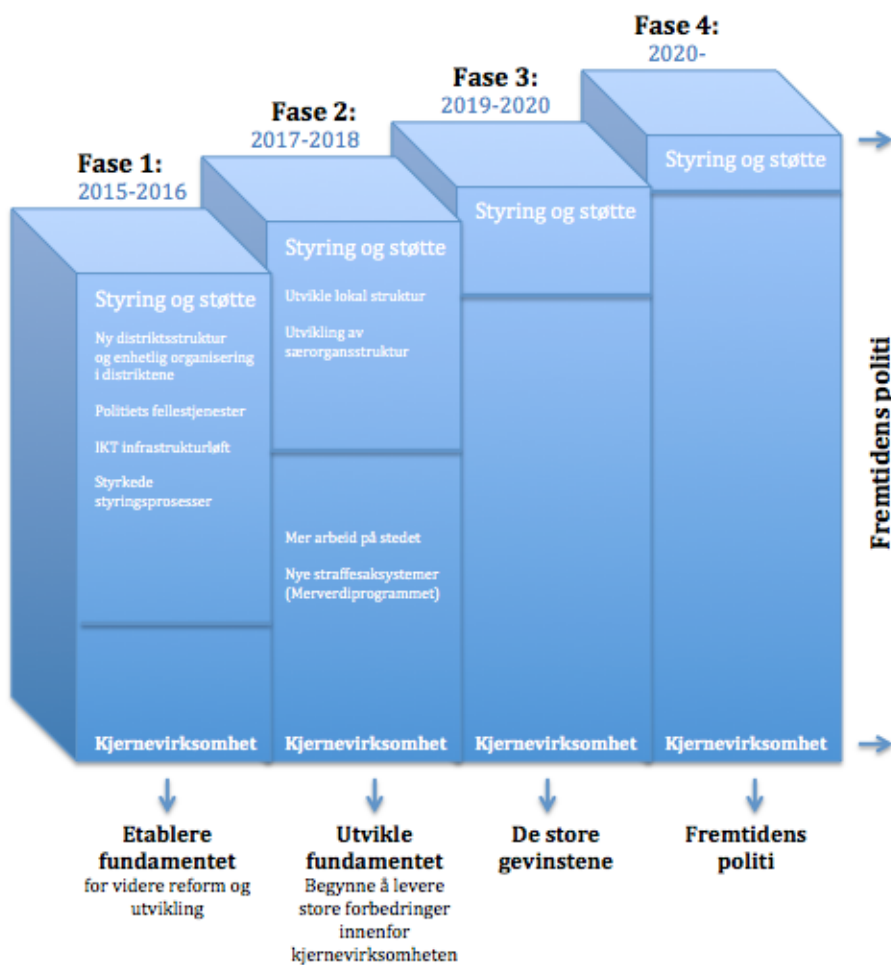 Fase 1:
2015-2016
Styring og støtte
Ny distriktsstruktur
og enhetlig organisering
i distriktene
Politiets fellestjenester
IKT infrastrukturløft
Styrkede
styringsprosesser
Kjernevirksomhet
Etablere
fundamentet
for videre reform og
utvikling
Fase 2:
2017-2018
Styring og støtte
Utvikle lokal struktur
Utvikling av
særorgansstruktur
Mer arbeid på stedet
Nye straffesaksystemer
(Merverdiprogrammet)
Kjernevirksomhet
Utvikle
fundamentet
Begynne å levere
store forbedringer
innenfor
kjernevirksomheten
Fase 3:
2019-2020
Styring og støtte
Kjernevirksomhet
De store
gevinstene
Fase 4:
2020-
Styring og støtte
Kjernevirksomhet
Fremtidens
politi
Fremtidens politi